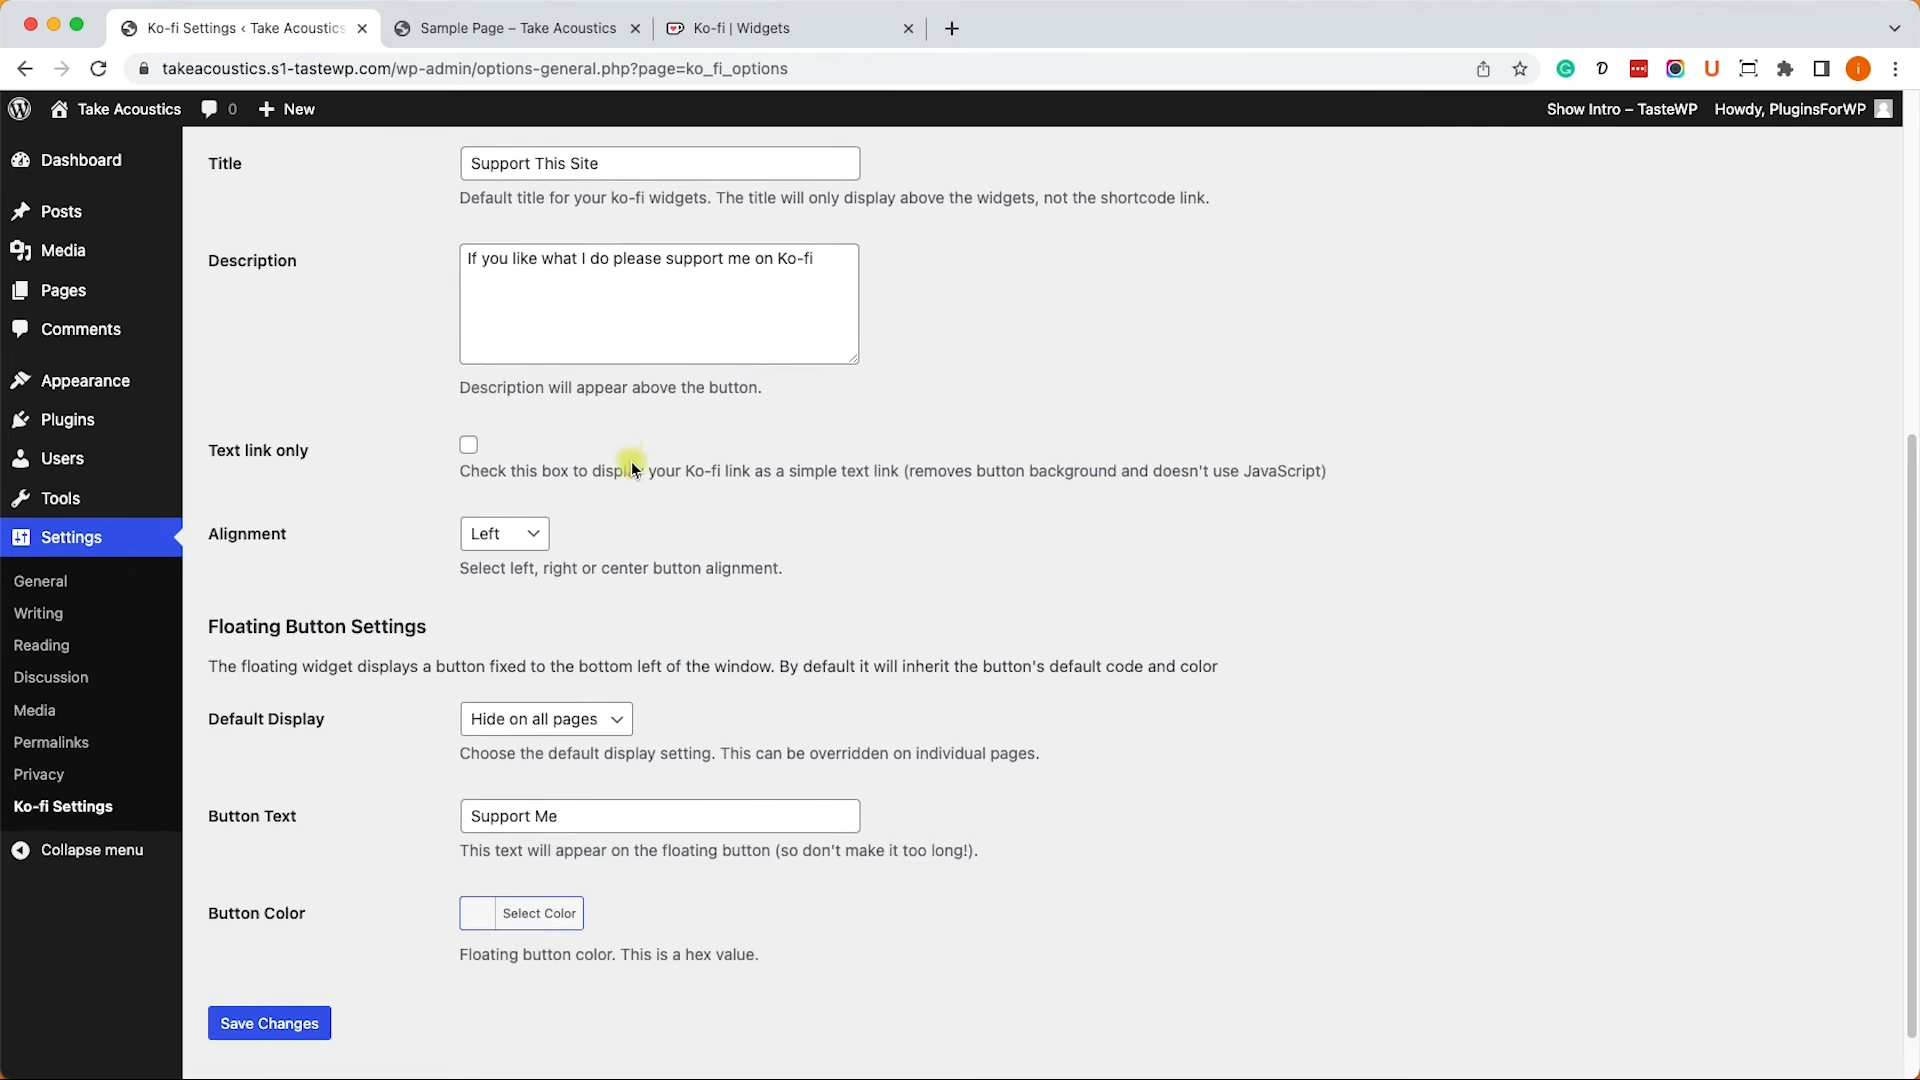 Ko-fi Settings ‹ Take Acoustics
Sample Page – Take Acoustics
Ko-fi | Widgets
takeacoustics.s1-tastewp.com/wp-admin/options-general.php?page=ko_fi_options
Take Acoustics
0
New
Show Intro – TasteWP
Howdy, PluginsForWP
Dashboard
Posts
Media
Pages
Comments
Appearance
Plugins
Users
Tools
Settings
General
Writing
Reading
Discussion
Media
Permalinks
Privacy
Ko-fi Settings
Collapse menu
Title
Support This Site
Default title for your ko-fi widgets. The title will only display above the widgets, not the shortcode link.
Description
If you like what I do please support me on Ko-fi
Description will appear above the button.
Text link only
Check this box to display your Ko-fi link as a simple text link (removes button background and doesn't use JavaScript)
Alignment
Left
Select left, right or center button alignment.
Floating Button Settings
The floating widget displays a button fixed to the bottom left of the window. By default it will inherit the button's default code and color
Default Display
Hide on all pages
Choose the default display setting. This can be overridden on individual pages.
Button Text
Support Me
This text will appear on the floating button (so don't make it too long!).
Button Color
Select Color
Floating button color. This is a hex value.
Save Changes